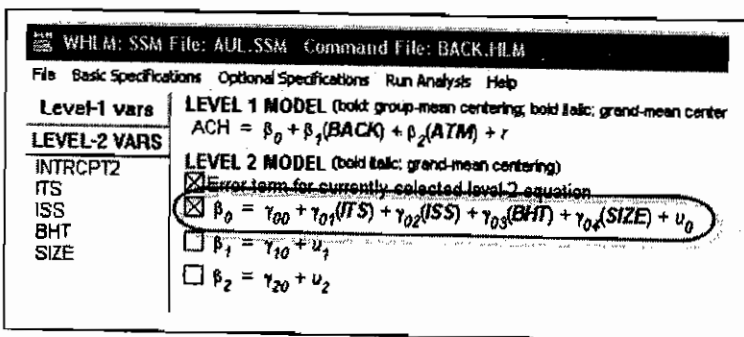 WHLM: SSM File: AUL.SSM Command File: BACK.HLM
File Basic Specifications Optional Specifications Run Analysis Help
Level-1 vars
LEVEL-2 VARS
INTRCPT2
ITS
ISS
BHT
SIZE
LEVEL 1 MODEL (bold: group-mean centering; bold italic: grand-mean center
ACH = β₀ + β₁(BACK) + β₂(ATM) + r
LEVEL 2 MODEL (bold italic: grand-mean centering)
Error term for currently selected level-2 equation
β₀ = γ₀₀ + γ₀₁(ITS) + γ₀₂(ISS) + γ₀₃(BHT) + γ₀₄(SIZE) + u₀
β₁ = γ₁₀ + u₁
β₂ = γ₂₀ + u₂